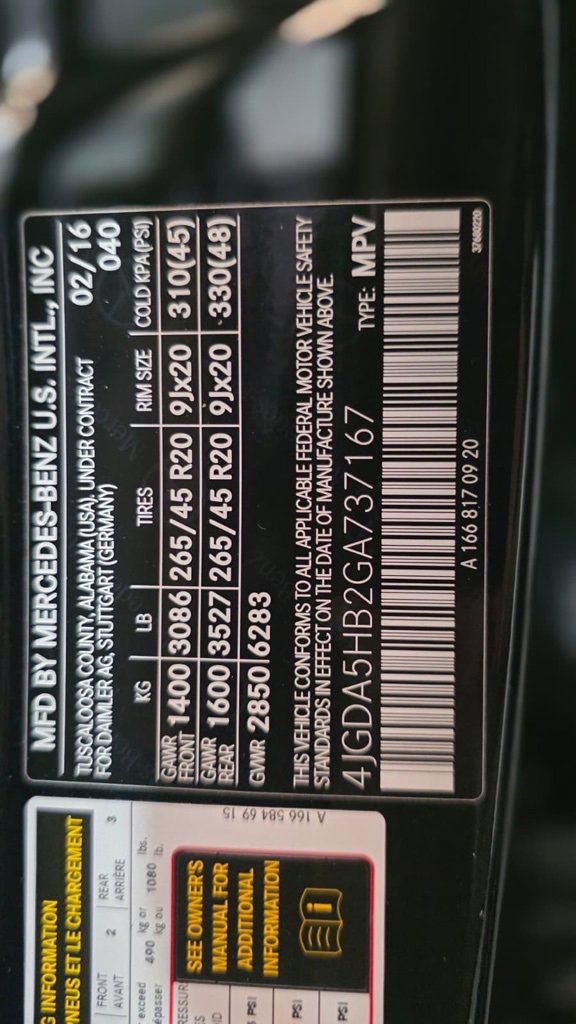 MFD BY MERCEDES-BENZ U.S. INTL., INC
TUSCALOOSA COUNTY, ALABAMA (USA), UNDER CONTRACT 02/16
FOR DAIMLER AG, STUTTGART (GERMANY) 040
KG LB TIRES RIM SIZE COLD KPA(PSI)
GAWR FRONT 1400 3086 265/45 R20 9Jx20 310(45)
GAWR REAR 1600 3527 265/45 R20 9Jx20 330(48)
GVWR 2850 6283
THIS VEHICLE CONFORMS TO ALL APPLICABLE FEDERAL MOTOR VEHICLE SAFETY
STANDARDS IN EFFECT ON THE DATE OF MANUFACTURE SHOWN ABOVE.
4JGDA5HB2GA737167 TYPE: MPV
A 166 817 09 20
37680220
INFORMATION
PNEUS ET LE CHARGEMENT
FRONT 2 REAR 3
AVANT ARRIÈRE
exceed 490 kg or 1080 lbs.
kg ou lb.
SEE OWNER'S
MANUAL FOR
ADDITIONAL
INFORMATION
PSI
PSI
PSI
A 166 584 69 15